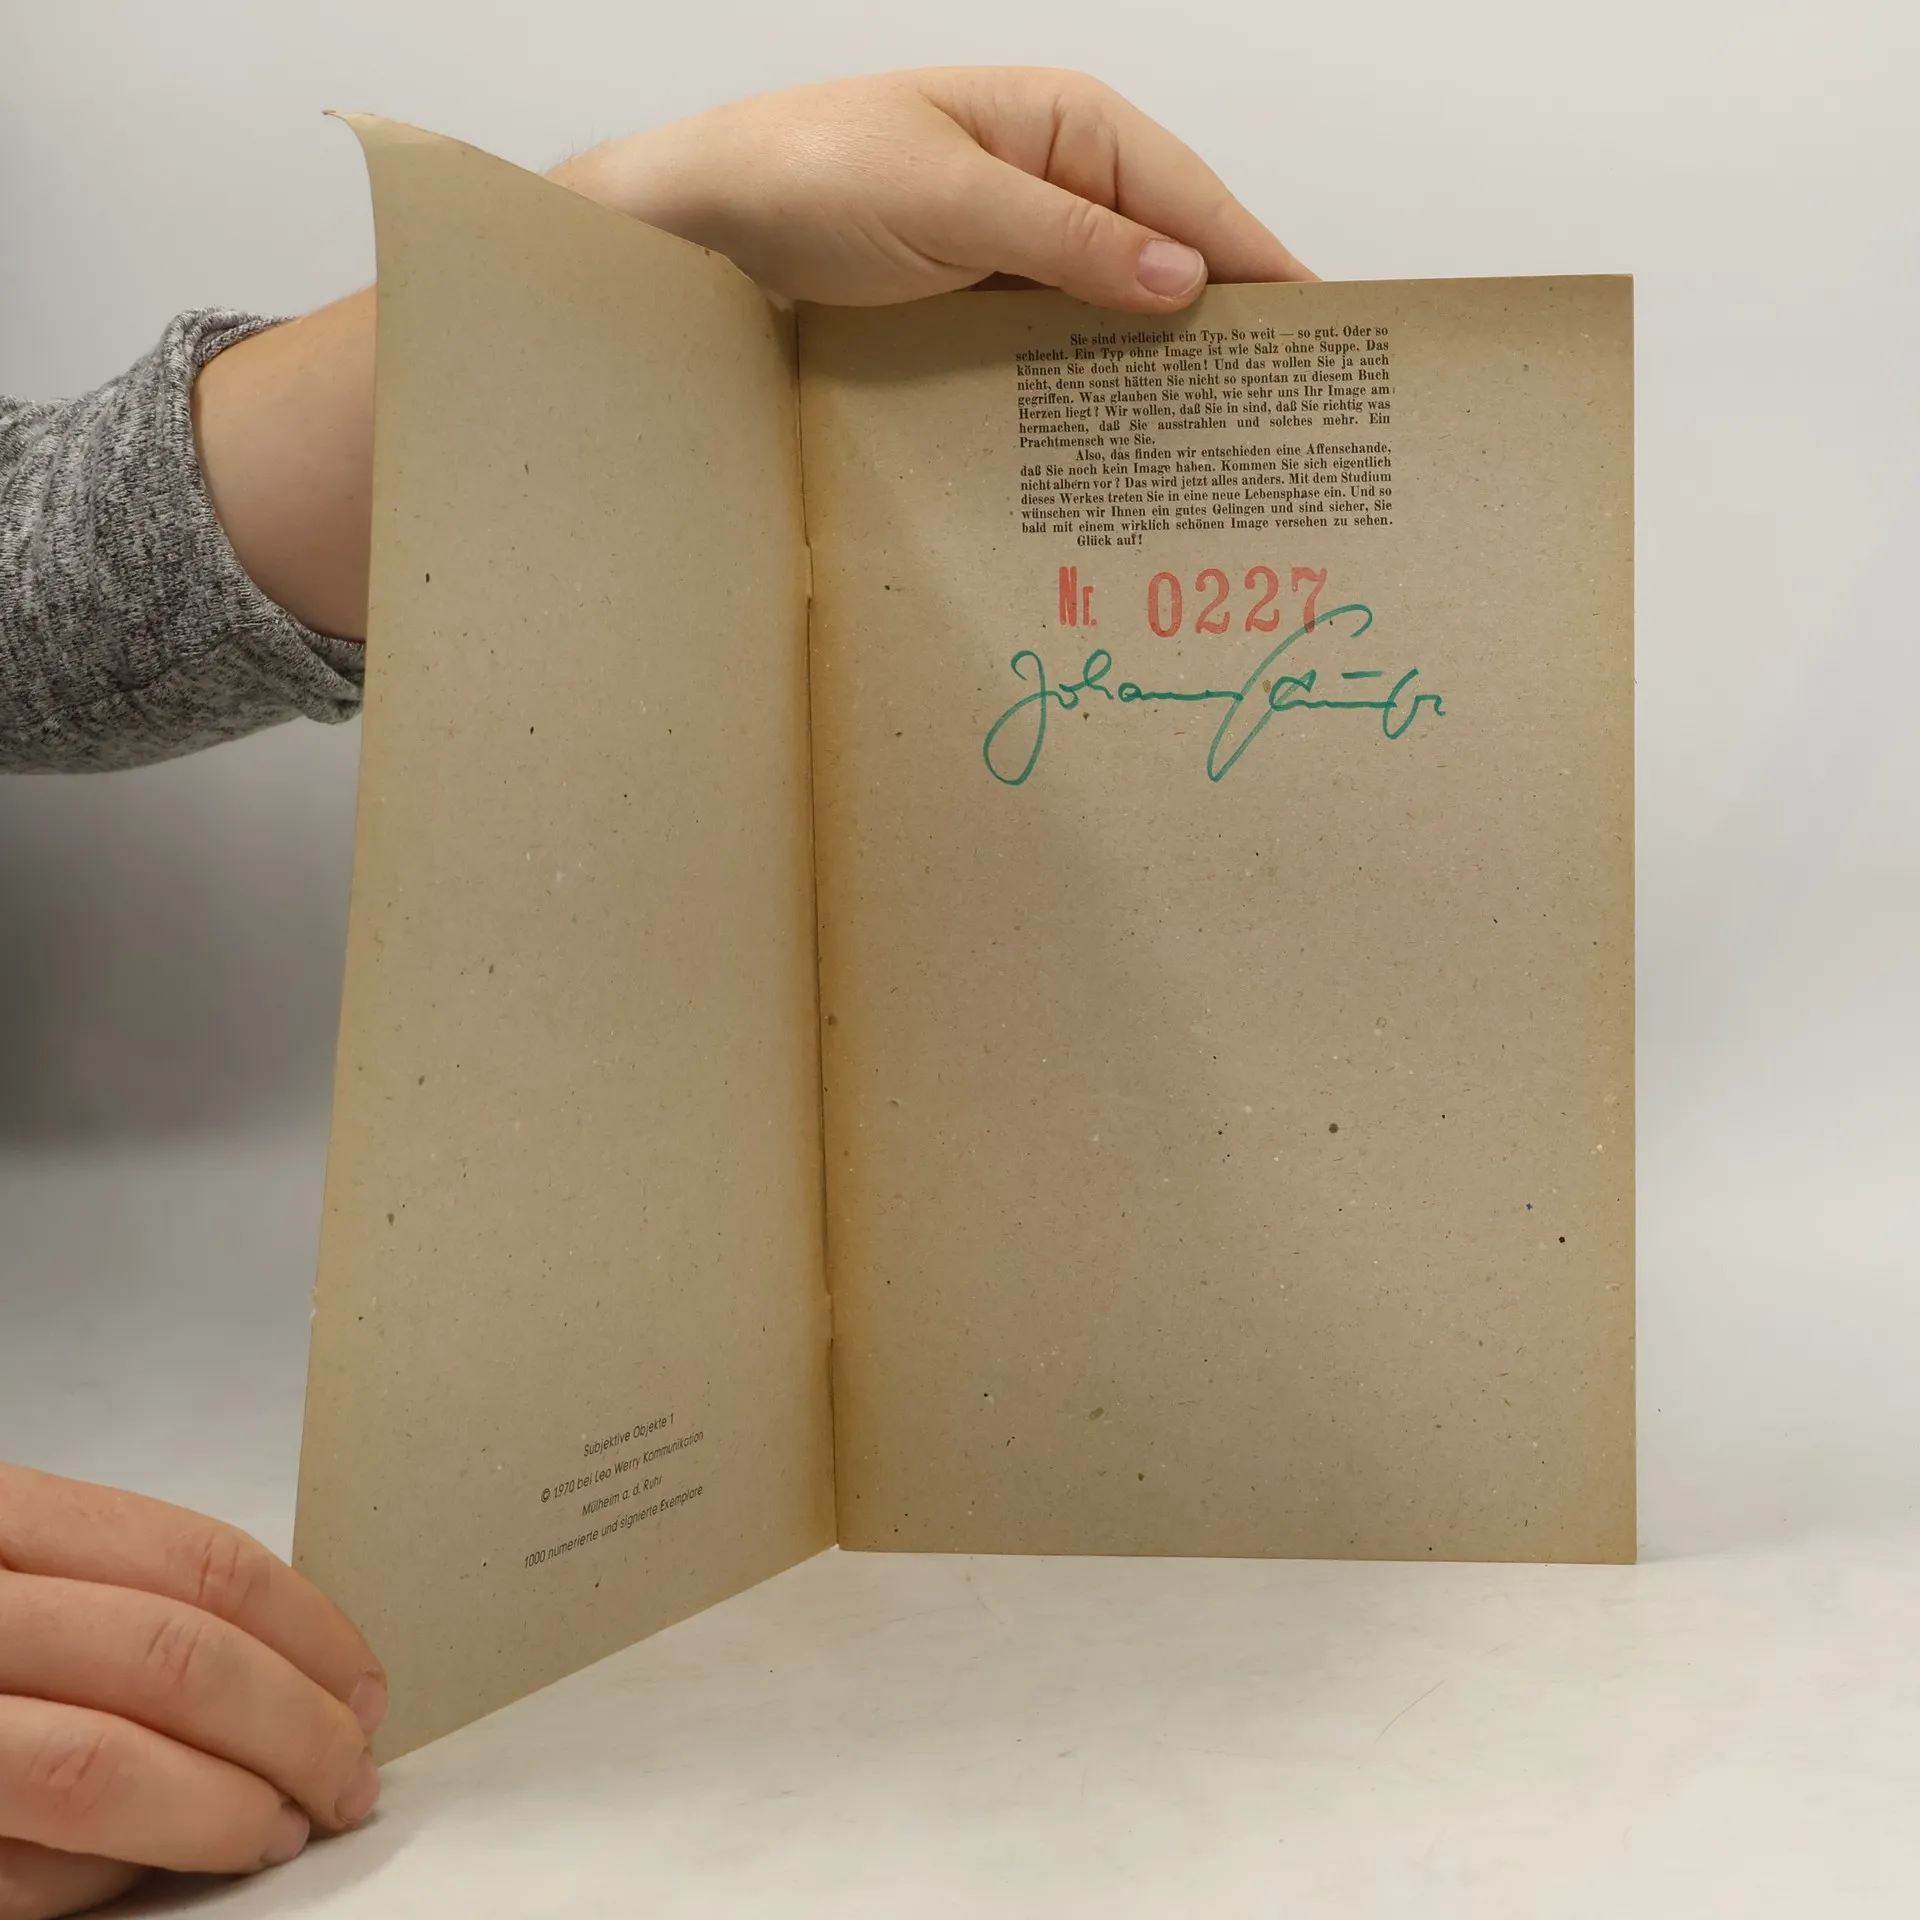 Subjektive Objekte 1
© 1970 bei Leo Werry Kommunikation
Mülheim a. d. Ruhr
1000 numerierte und signierte Exemplare
Sie sind vielleicht ein Typ. So weit — so gut. Oder so
schlecht. Ein Typ ohne Image ist wie Salz ohne Suppe. Das
können Sie doch nicht wollen! Und das wollen Sie ja auch
nicht, denn sonst hätten Sie nicht so spontan zu diesem Buch
gegriffen. Was glauben Sie wohl, wie sehr uns Ihr Image am
Herzen liegt? Wir wollen, daß Sie in sind, daß Sie richtig was
hermachen, daß Sie ausstrahlen und solches mehr. Ein
Prachtmensch wie Sie.
Also, das finden wir entschieden eine Affenschande,
daß Sie noch kein Image haben. Kommen Sie sich eigentlich
nicht albern vor? Das wird jetzt alles anders. Mit dem Studium
dieses Werkes treten Sie in eine neue Lebensphase ein. Und so
wünschen wir Ihnen ein gutes Gelingen und sind sicher, Sie
bald mit einem wirklich schönen Image versehen zu sehen.
Glück auf!
Nr. 0227
Johannes